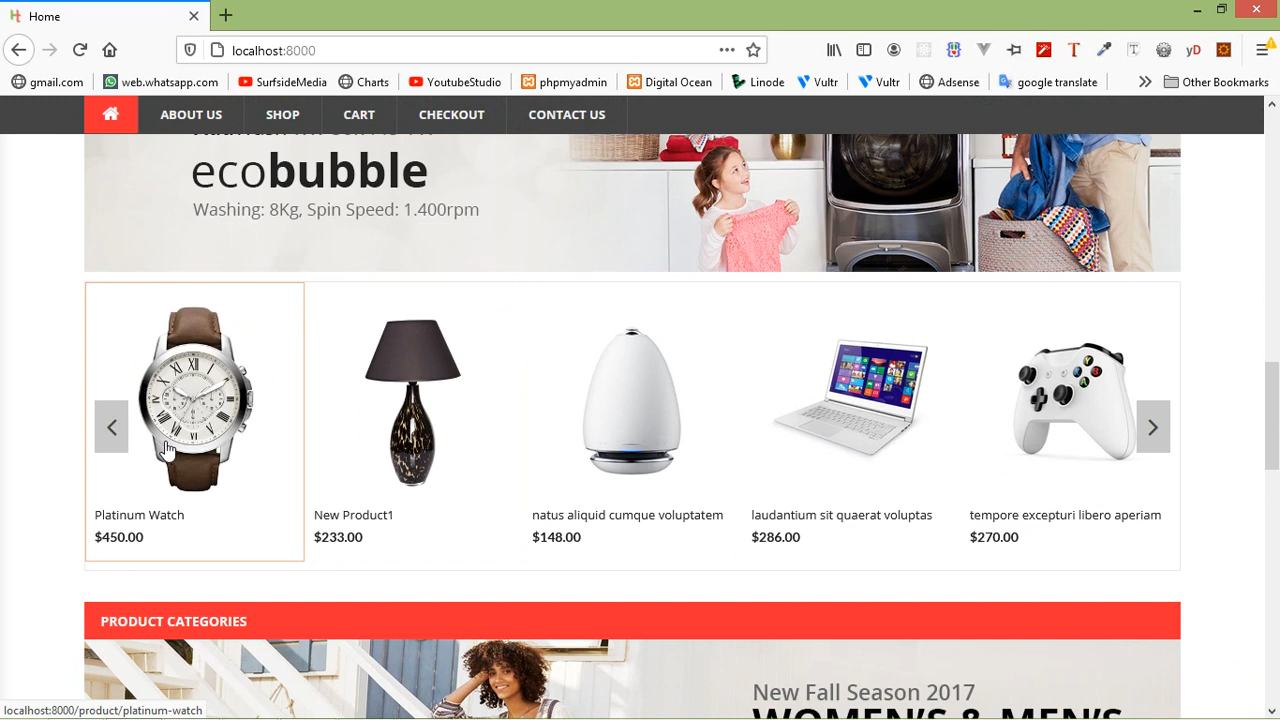 Home
localhost:8000
gmail.com
web.whatsapp.com
SurfsideMedia
Charts
YoutubeStudio
phpmyadmin
Digital Ocean
Linode
Vultr
Vultr
Adsense
google translate
Other Bookmarks
ABOUT US
SHOP
CART
CHECKOUT
CONTACT US
ecobubble
Washing: 8Kg, Spin Speed: 1.400rpm
Platinum Watch
$450.00
New Product1
$233.00
natus aliquid cumque voluptatem
$148.00
laudantium sit quaerat voluptas
$286.00
tempore excepturi libero aperiam
$270.00
PRODUCT CATEGORIES
New Fall Season 2017
WOMEN'S & MEN'S
localhost:8000/product/platinum-watch